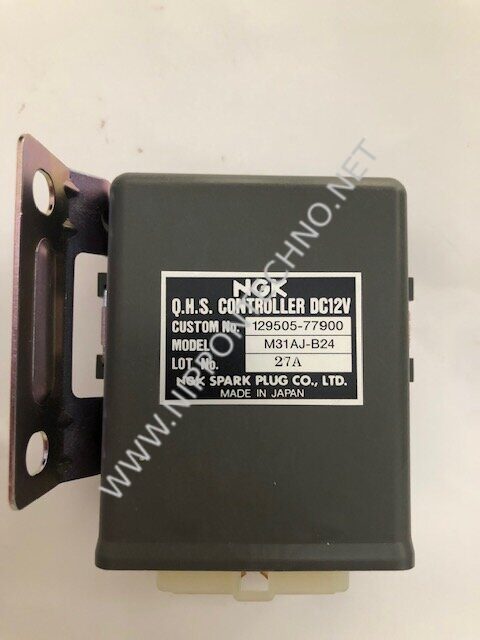 NGK
Q.H.S. CONTROLLER DC12V
CUSTOM No. 129505-77900
MODEL M31AJ-B24
LOT No. 27A
NGK SPARK PLUG CO., LTD.
MADE IN JAPAN
WWW.NIPPONTECHNO.NET